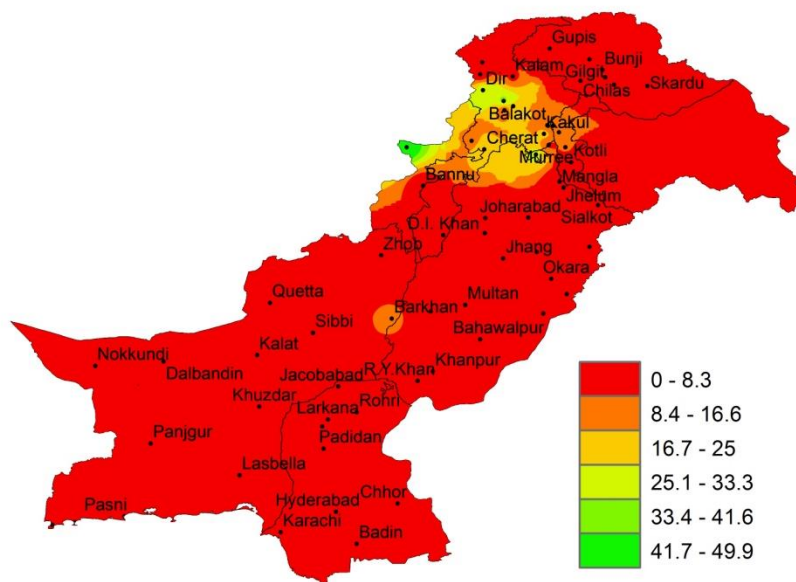 Gupis
Bunji
Kalam
Gilgit
Dir
Skardu
Chilas
Balakot
Kakul
Cherat
Kotli
Murree
Bannu
Mangla
Jhelum
Joharabad
Sialkot
D.I. Khan
Zhob
Jhang
Okara
Quetta
Multan
Barkhan
Sibbi
Bahawalpur
Kalat
Nokkundi
Khanpur
R.Y.Khan
Dalbandin
Jacobabad
Khuzdar
Rohri
Larkana
Panjgur
Padidan
Lasbella
Chhor
Hyderabad
Pasni
Karachi
Badin
0 - 8.3
8.4 - 16.6
16.7 - 25
25.1 - 33.3
33.4 - 41.6
41.7 - 49.9